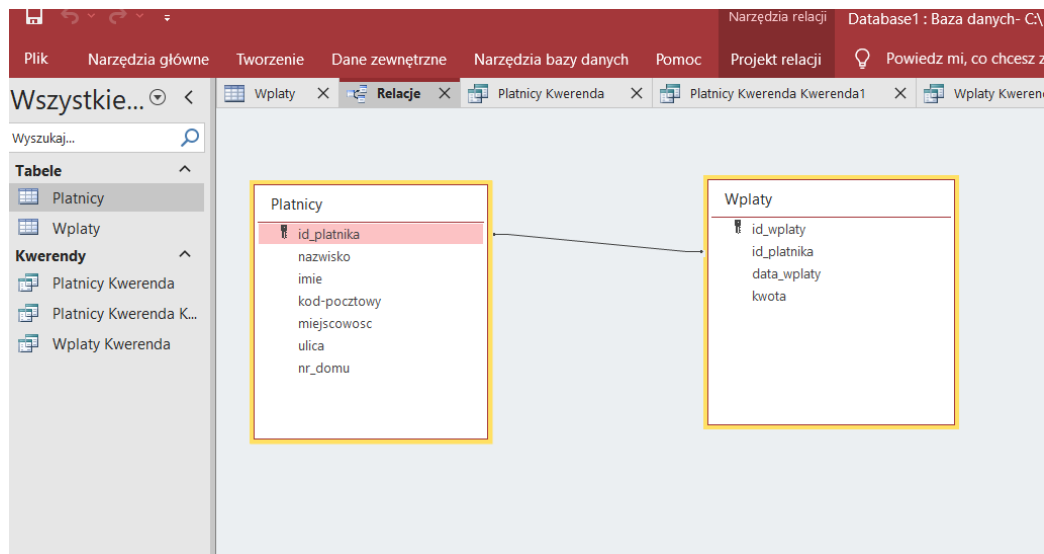 Narzędzia relacji
Database1 : Baza danych- C:\
Plik Narzędzia główne Tworzenie Dane zewnętrzne Narzędzia bazy danych Pomoc Projekt relacji Powiedz mi, co chcesz z
Wszystkie...
Wplaty Relacje Platnicy Kwerenda Platnicy Kwerenda Kwerenda1 Wplaty Kweren
Wyszukaj...
Tabele
Platnicy
Wplaty
Kwerendy
Platnicy Kwerenda
Platnicy Kwerenda K...
Wplaty Kwerenda
Platnicy
id_platnika
nazwisko
imie
kod-pocztowy
miejscowosc
ulica
nr_domu
Wplaty
id_wplaty
id_platnika
data_wplaty
kwota